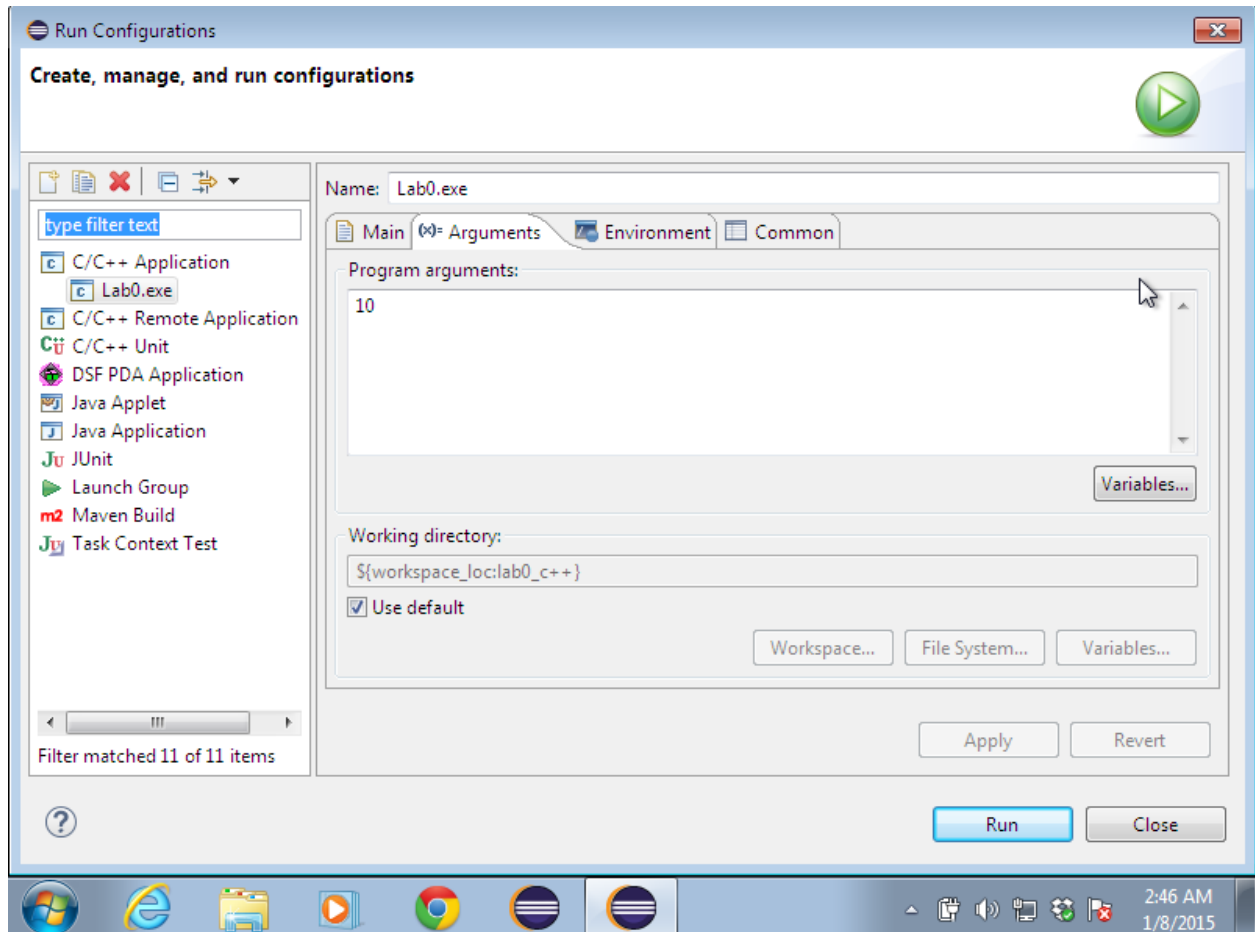 Run Configurations
Create, manage, and run configurations
type filter text
C/C++ Application
Lab0.exe
C/C++ Remote Application
C/C++ Unit
DSF PDA Application
Java Applet
Java Application
JUnit
Launch Group
m2 Maven Build
Task Context Test
Filter matched 11 of 11 items
Name: Lab0.exe
Main (x)= Arguments Environment Common
Program arguments:
10
Variables...
Working directory:
${workspace_loc:lab0_c++}
Use default
Workspace... File System... Variables...
Apply Revert
Run Close
2:46 AM
1/8/2015